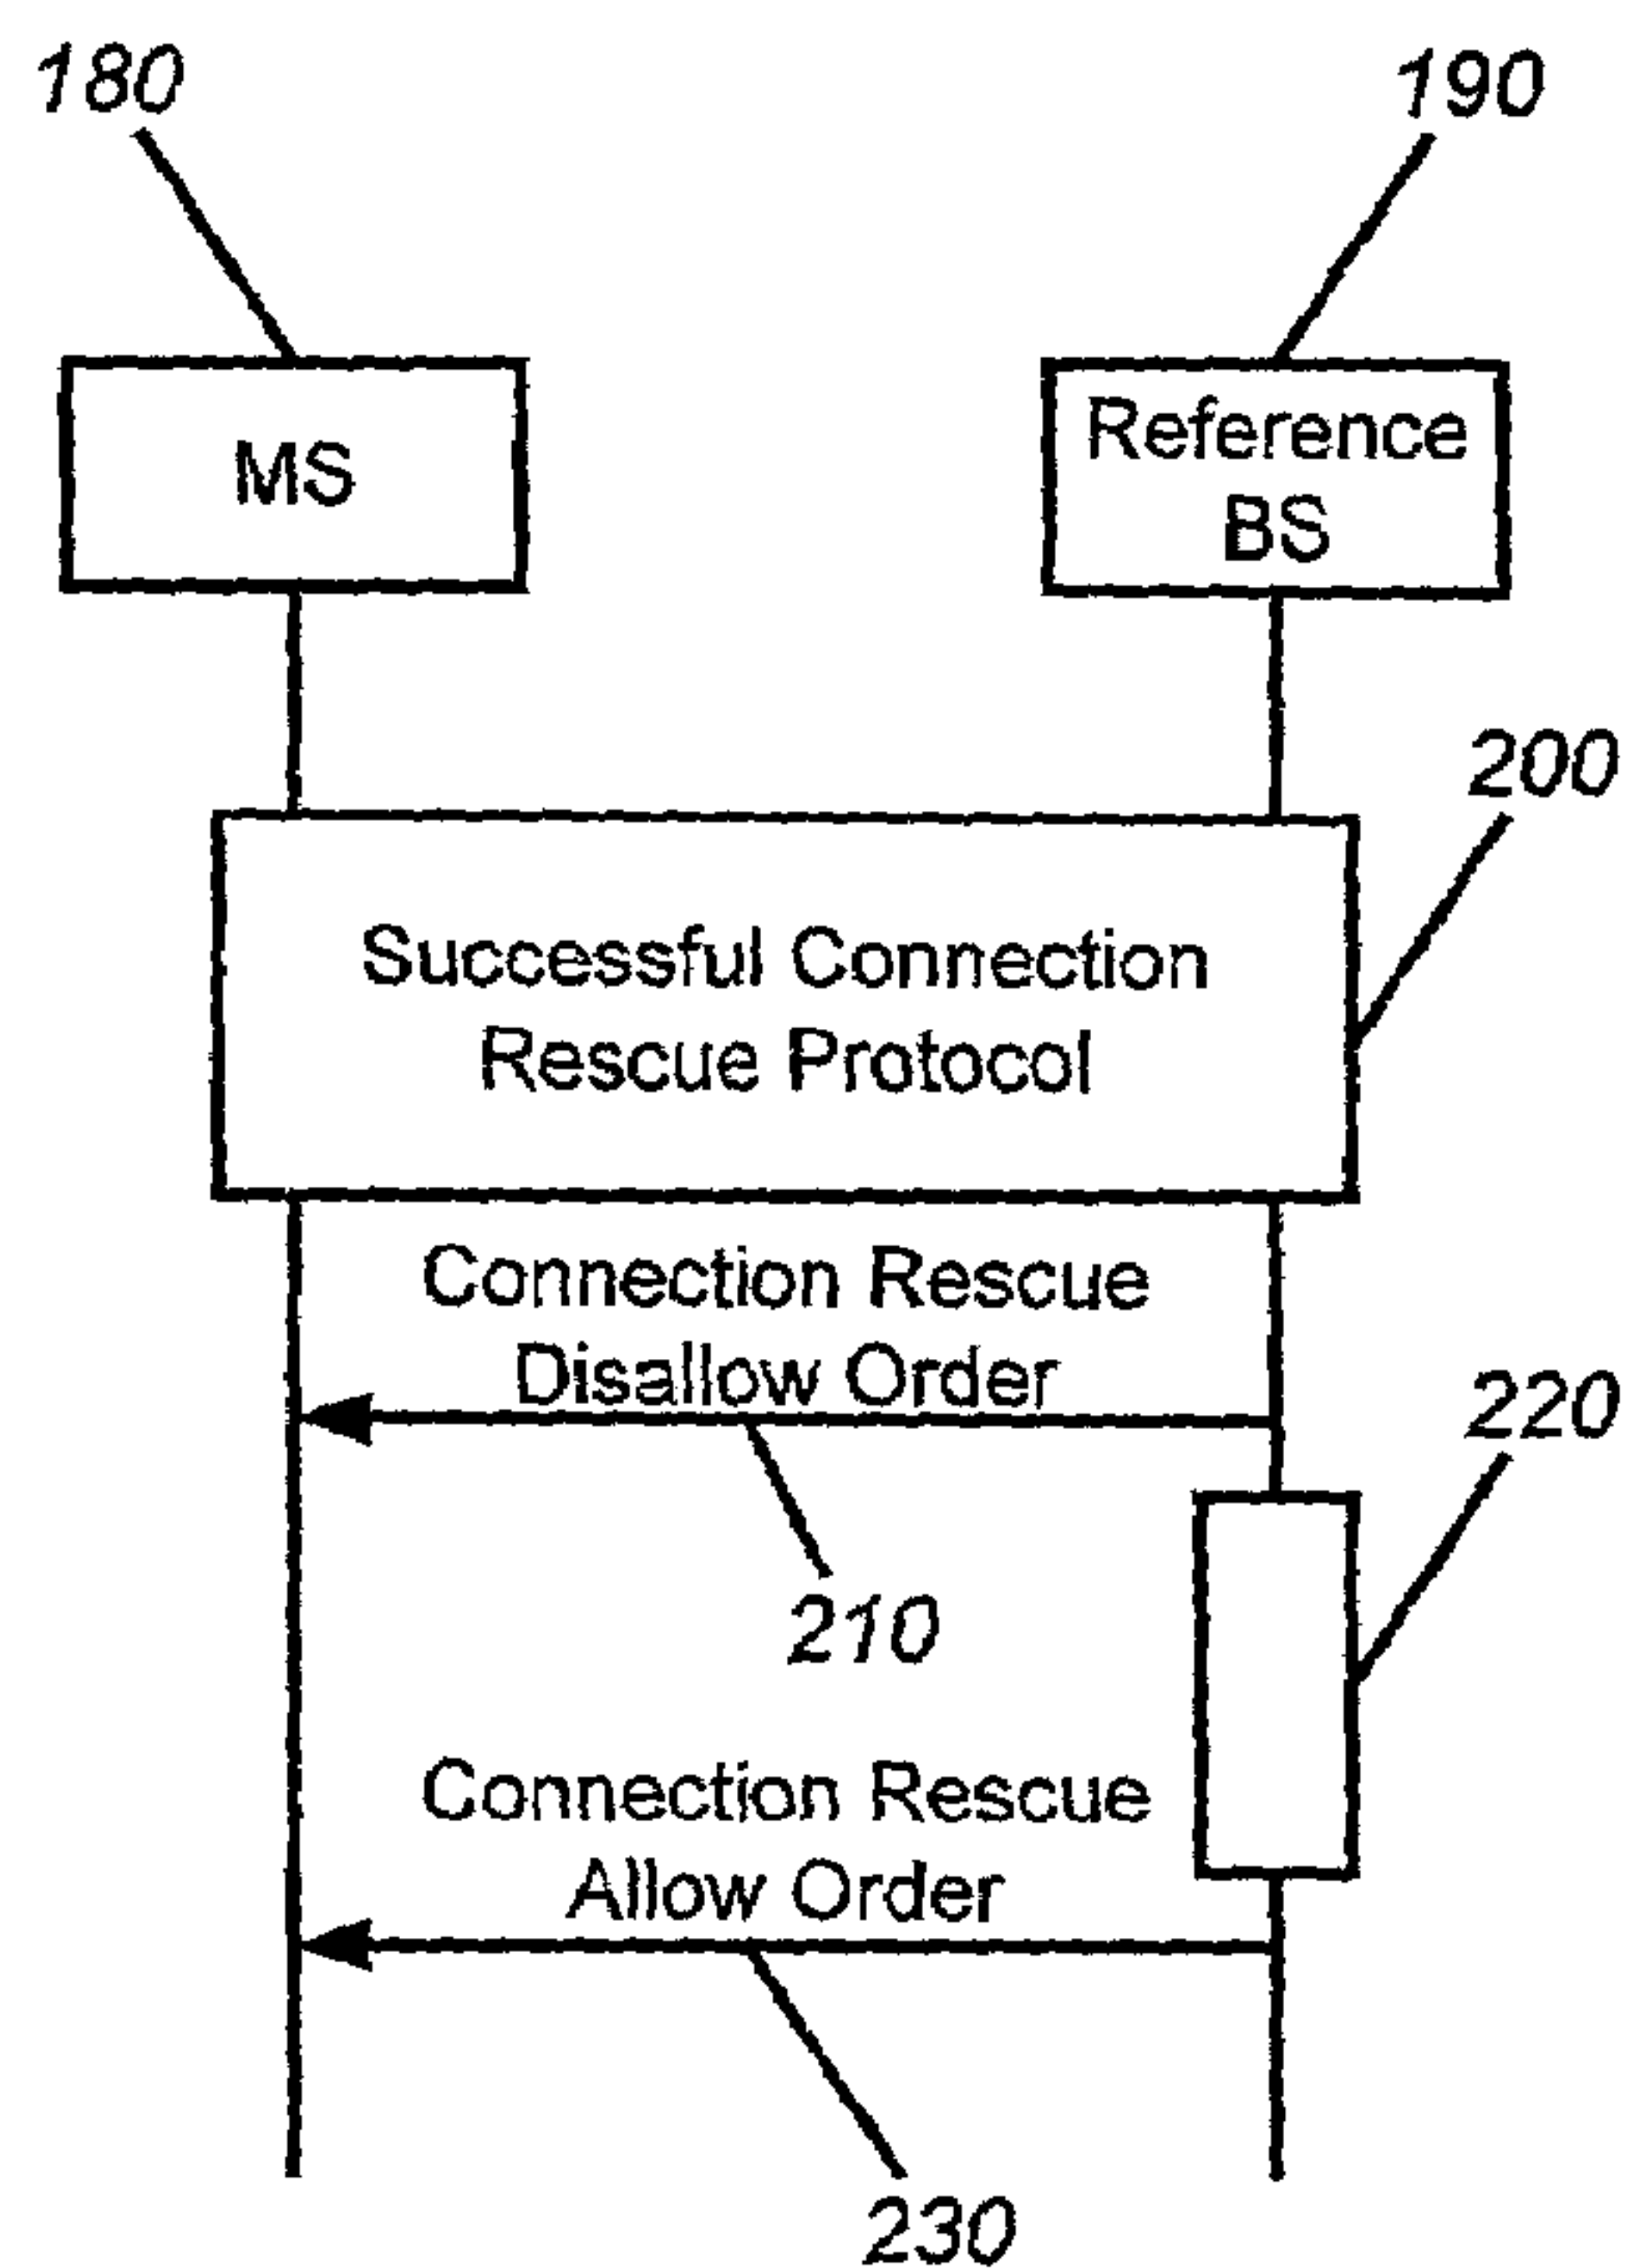 180
190
MS
Reference
BS
200
Successful Connection
Rescue Protocol
Connection Rescue
Disallow Order
220
210
Connection Rescue
Allow Order
230